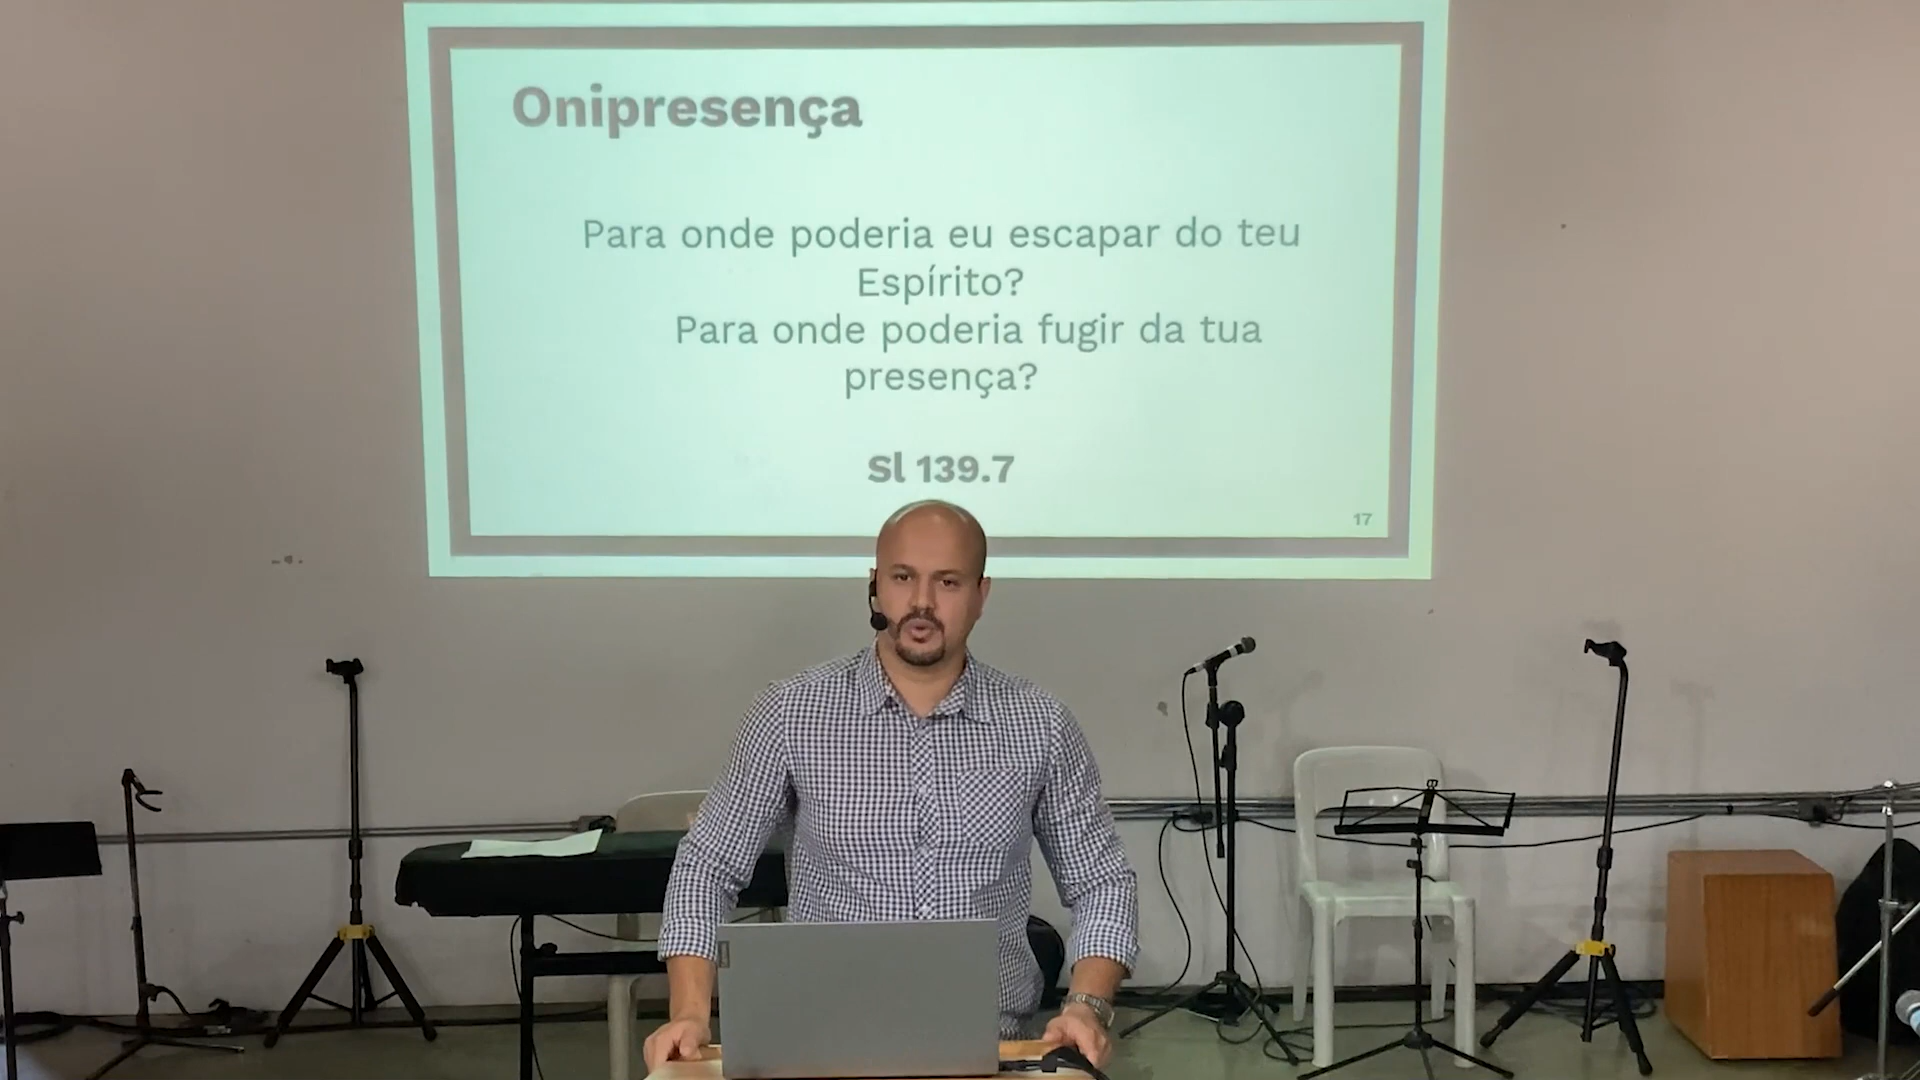 Onipresença
Para onde poderia eu escapar do teu
Espírito?
Para onde poderia fugir da tua
presença?
Sl 139.7
17